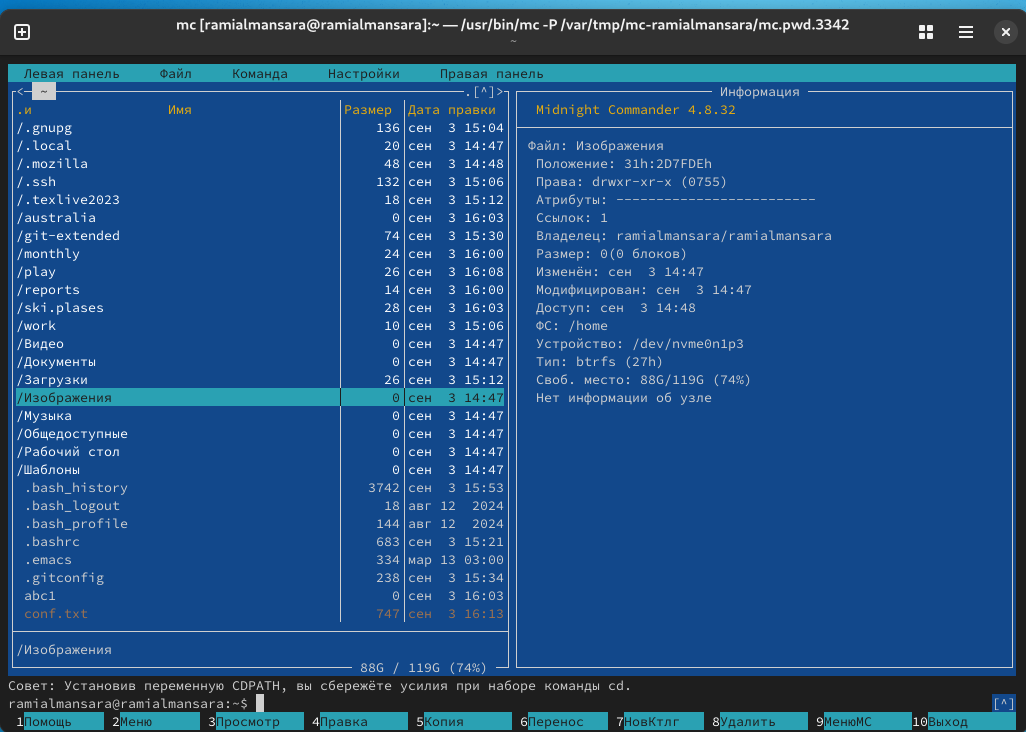 mc [ramialmansara@ramialmansara]:~ — /usr/bin/mc -P /var/tmp/mc-ramialmansara/mc.pwd.3342
~
Левая панель Файл Команда Настройки Правая панель
<─ ~ .[^]>
.и Имя Размер Дата правки
/.gnupg 136 сен 3 15:04
/.local 20 сен 3 14:47
/.mozilla 48 сен 3 14:48
/.ssh 132 сен 3 15:06
/.texlive2023 18 сен 3 15:12
/australia 0 сен 3 16:03
/git-extended 74 сен 3 15:30
/monthly 24 сен 3 16:00
/play 26 сен 3 16:08
/reports 14 сен 3 16:00
/ski.plases 28 сен 3 16:03
/work 10 сен 3 15:06
/Видео 0 сен 3 14:47
/Документы 0 сен 3 14:47
/Загрузки 26 сен 3 15:12
/Изображения 0 сен 3 14:47
/Музыка 0 сен 3 14:47
/Общедоступные 0 сен 3 14:47
/Рабочий стол 0 сен 3 14:47
/Шаблоны 0 сен 3 14:47
.bash_history 3742 сен 3 15:53
.bash_logout 18 авг 12 2024
.bash_profile 144 авг 12 2024
.bashrc 683 сен 3 15:21
.emacs 334 мар 13 03:00
.gitconfig 238 сен 3 15:34
abc1 0 сен 3 16:03
conf.txt 747 сен 3 16:13
/Изображения
88G / 119G (74%)
Информация
Midnight Commander 4.8.32
Файл: Изображения
Положение: 31h:2D7FDEh
Права: drwxr-xr-x (0755)
Атрибуты: -------------------------
Ссылок: 1
Владелец: ramialmansara/ramialmansara
Размер: 0(0 блоков)
Изменён: сен 3 14:47
Модифицирован: сен 3 14:47
Доступ: сен 3 14:48
ФС: /home
Устройство: /dev/nvme0n1p3
Тип: btrfs (27h)
Своб. место: 88G/119G (74%)
Нет информации об узле
Совет: Установив переменную CDPATH, вы сбережёте усилия при наборе команды cd.
ramialmansara@ramialmansara:~$ [^]
1Помощь 2Меню 3Просмотр 4Правка 5Копия 6Перенос 7НовКтлг 8Удалить 9МенюМС 10Выход